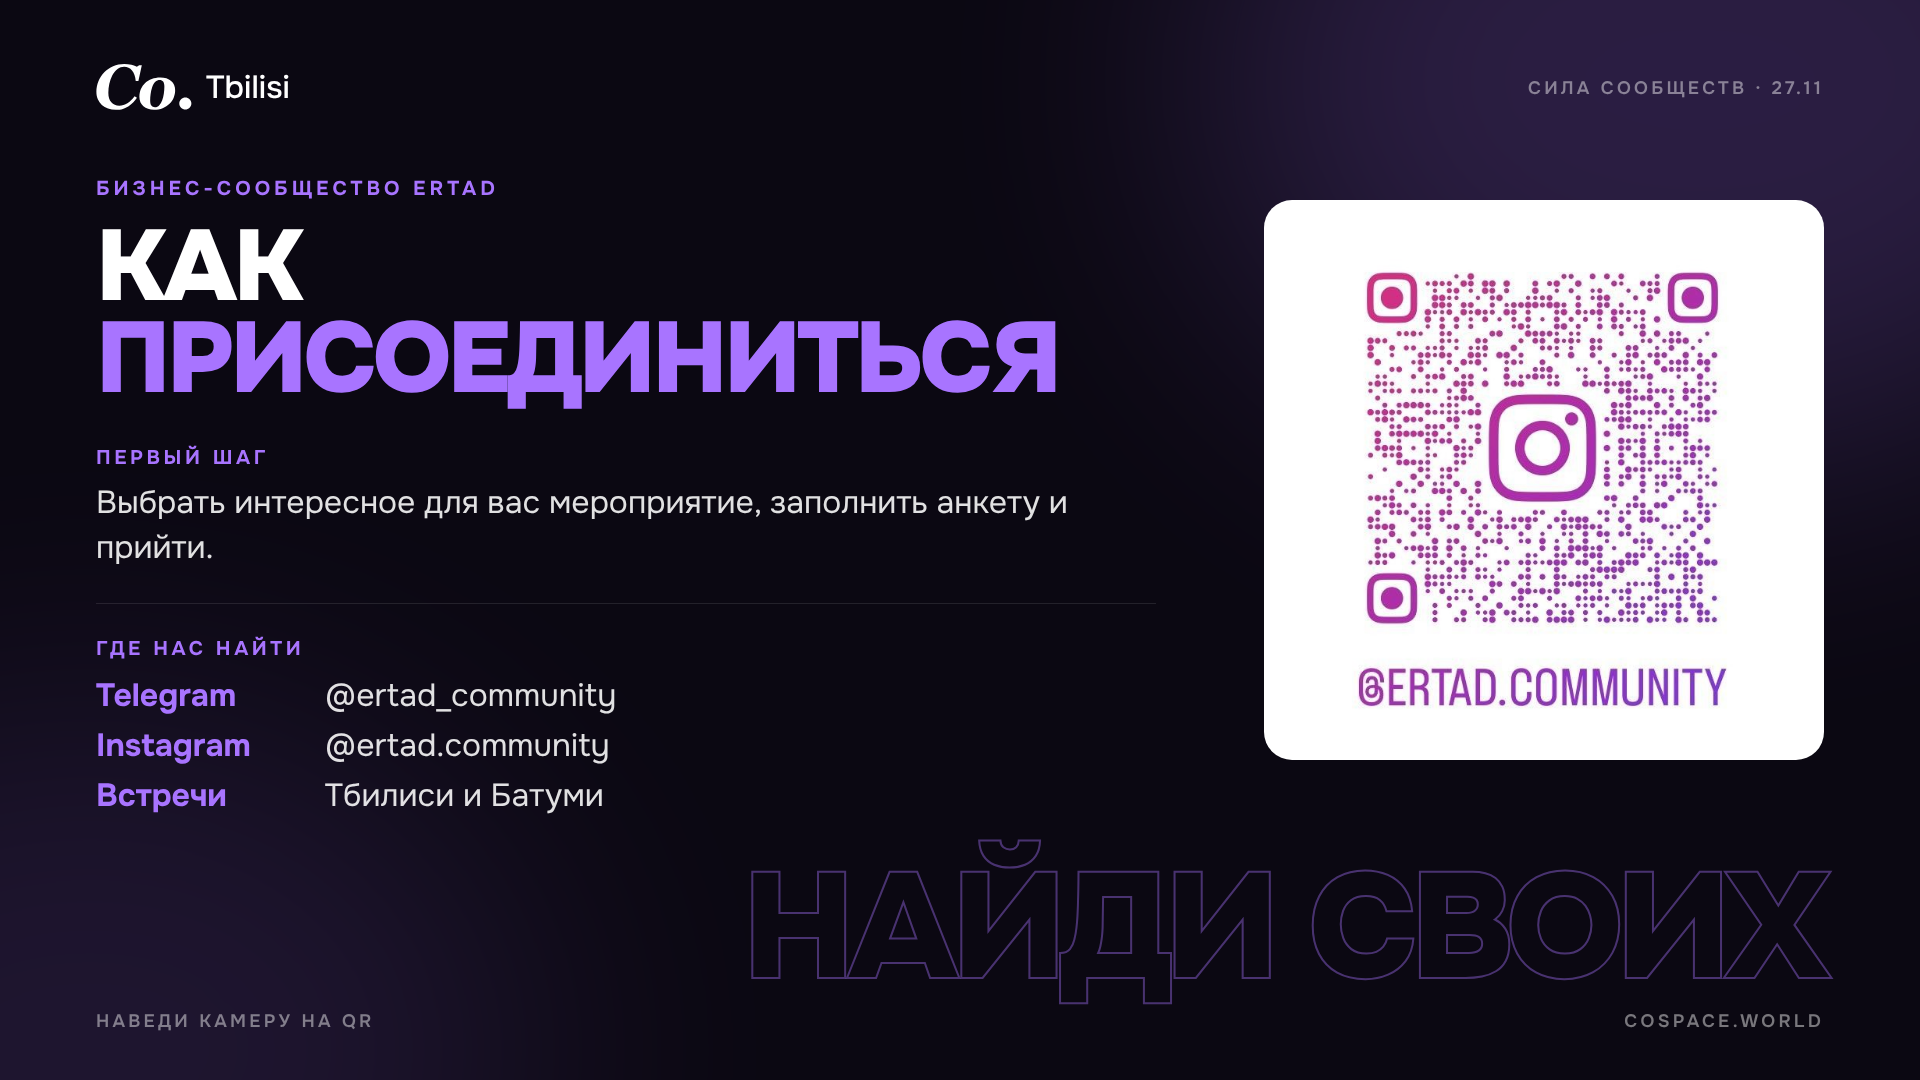 Co. Tbilisi
СИЛА СООБЩЕСТВ · 27.11
БИЗНЕС-СООБЩЕСТВО ERTAD
КАК
ПРИСОЕДИНИТЬСЯ
ПЕРВЫЙ ШАГ
Выбрать интересное для вас мероприятие, заполнить анкету и
прийти.
ГДЕ НАС НАЙТИ
Telegram @ertad_community
Instagram @ertad.community
Встречи Тбилиси и Батуми
@ERTAD.COMMUNITY
НАЙДИ СВОИХ
НАВЕДИ КАМЕРУ НА QR
COSPACE.WORLD